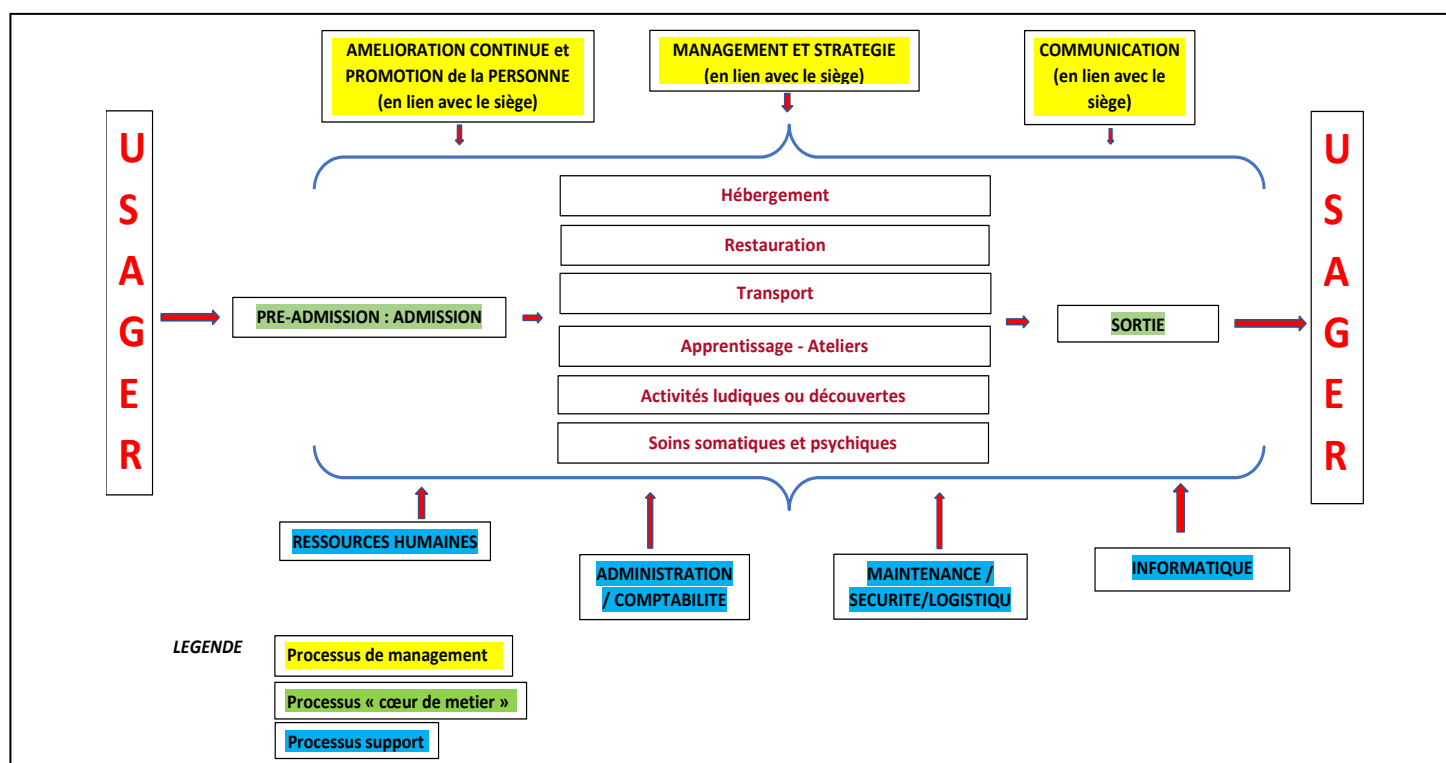 AMELIORATION CONTINUE et
PROMOTION de la PERSONNE
(en lien avec le siège)
MANAGEMENT ET STRATEGIE
(en lien avec le siège)
COMMUNICATION
(en lien avec le
siège)
USAGER
Hébergement
Restauration
Transport
PRE-ADMISSION : ADMISSION
Apprentissage - Ateliers
Activités ludiques ou découvertes
Soins somatiques et psychiques
SORTIE
USAGER
RESSOURCES HUMAINES
ADMINISTRATION
/ COMPTABILITE
MAINTENANCE /
SECURITE/LOGISTIQU
INFORMATIQUE
LEGENDE
Processus de management
Processus « cœur de metier »
Processus support